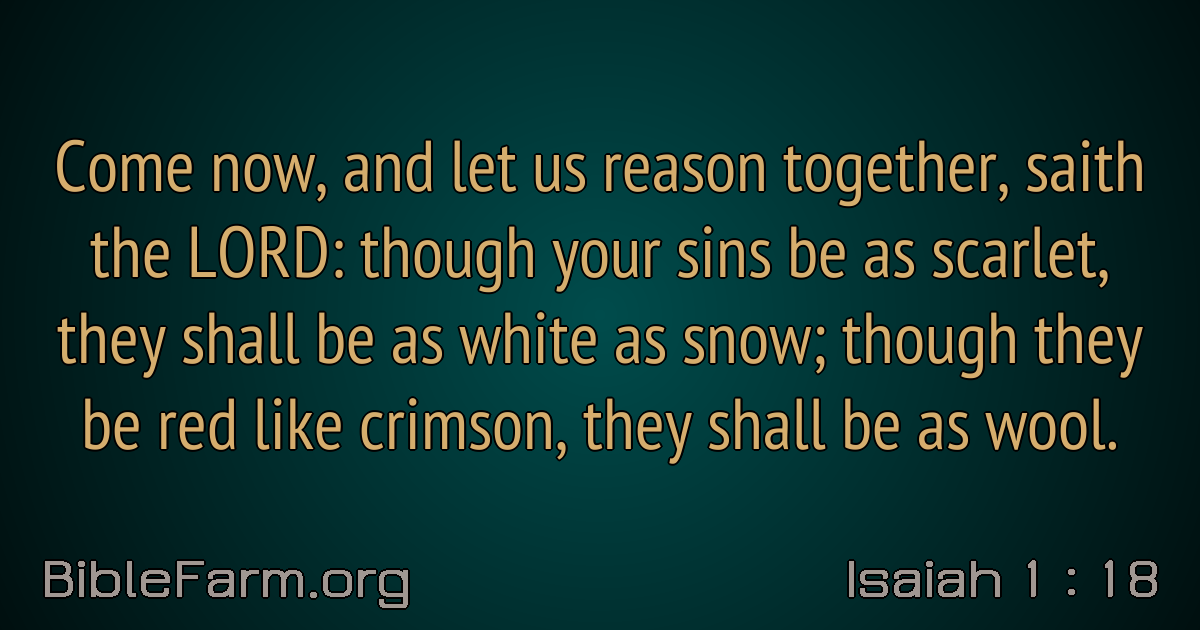 Come now, and let us reason together, saith
the LORD: though your sins be as scarlet,
they shall be as white as snow; though they
be red like crimson, they shall be as wool.
BibleFarm.org
Isaiah 1 : 18